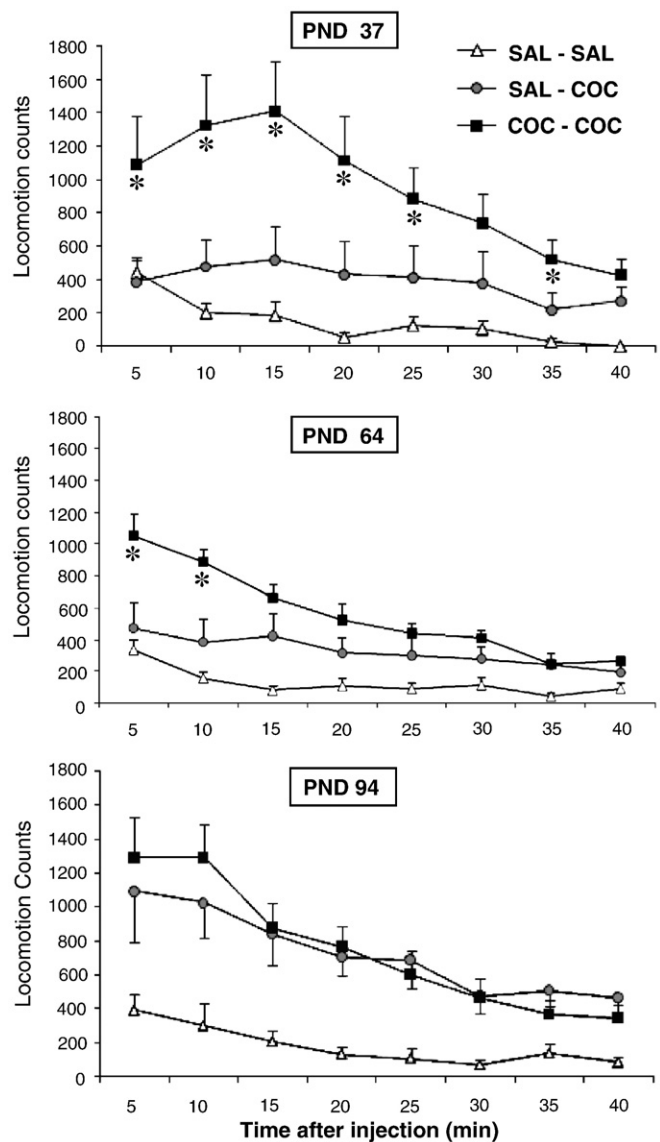 PND 37
SAL - SAL
SAL - COC
COC - COC
Locomotion counts
1800
1600
1400
1200
1000
800
600
400
200
0
* * * * * *
5 10 15 20 25 30 35 40
PND 64
Locomotion counts
1800
1600
1400
1200
1000
800
600
400
200
0
* *
5 10 15 20 25 30 35 40
PND 94
Locomotion Counts
1800
1600
1400
1200
1000
800
600
400
200
0
5 10 15 20 25 30 35 40
Time after injection (min)